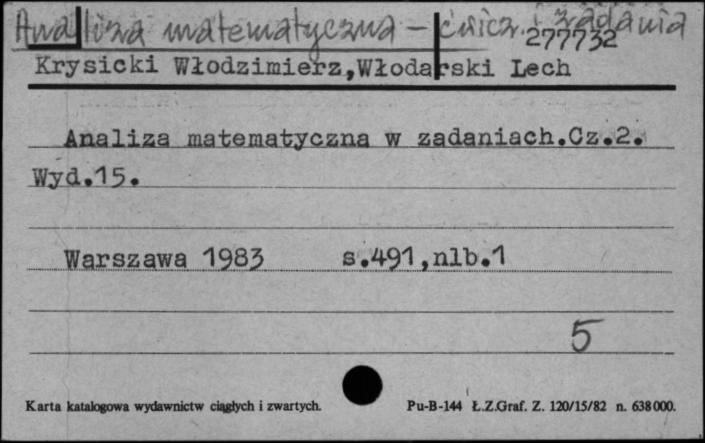 Analiza matematyczna – ćwicz. i zadania
277732
Krysicki Włodzimierz,Włodarski Lech
Analiza matematyczna w zadaniach.Cz.2.
Wyd.15.
Warszawa 1983 s.491,nlb.1
5
Karta katalogowa wydawnictw ciągłych i zwartych. Pu-B-144 Ł.Z.Graf. Z. 120/15/82 n. 638000.